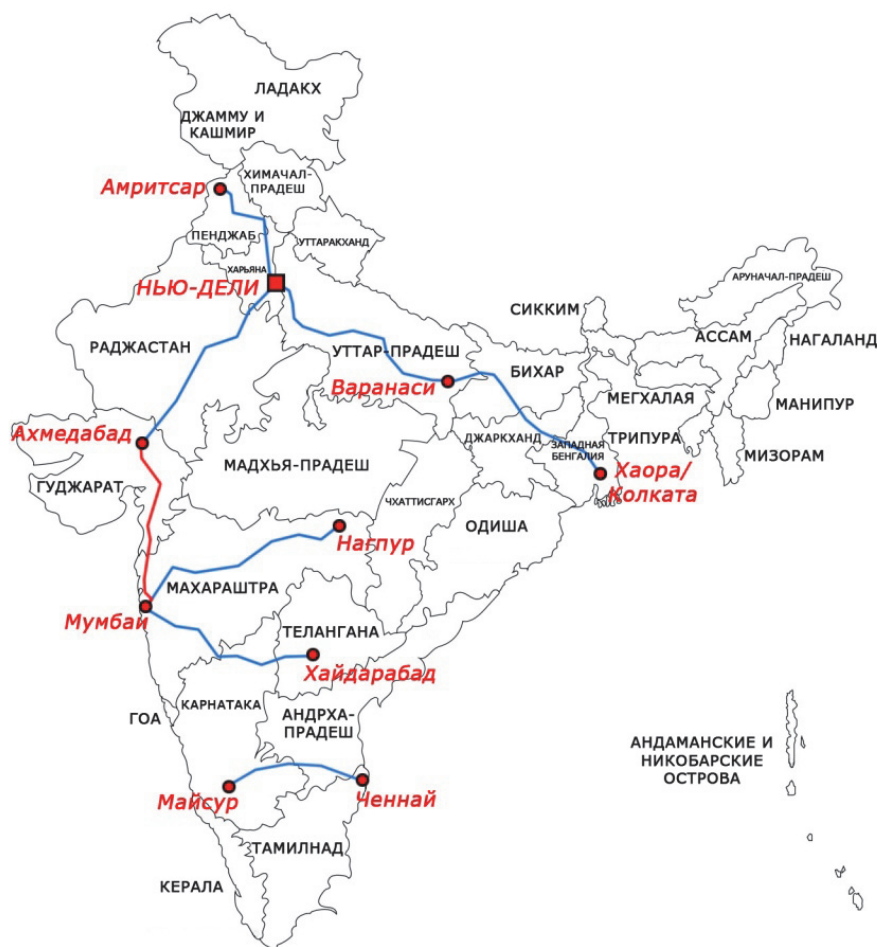 ЛАДАКХ
ДЖАММУ И
КАШМИР
ХИМАЧАЛ-
ПРАДЕШ
Амритсар
ПЕНДЖАБ
УТТАРАКХАНД
ХАРЬЯНА
НЬЮ-ДЕЛИ
АРУНАЧАЛ-ПРАДЕШ
СИККИМ
АССАМ
НАГАЛАНД
РАДЖАСТАН
УТТАР-ПРАДЕШ
БИХАР
Варанаси
МЕГХАЛАЯ
МАНИПУР
Ахмедабад
ДЖАРКХАНД
ЗАПАДНАЯ
БЕНГАЛИЯ
ТРИПУРА
МИЗОРАМ
МАДХЬЯ-ПРАДЕШ
Хаора/
Колката
ГУДЖАРАТ
ЧХАТТИСГАРХ
ОДИША
Нагпур
МАХАРАШТРА
Мумбай
ТЕЛАНГАНА
Хайдарабад
КАРНАТАКА
ГОА
АНДРХА-
ПРАДЕШ
АНДАМАНСКИЕ И
НИКОБАРСКИЕ
ОСТРОВА
Майсур
Ченнай
ТАМИЛНАД
КЕРАЛА